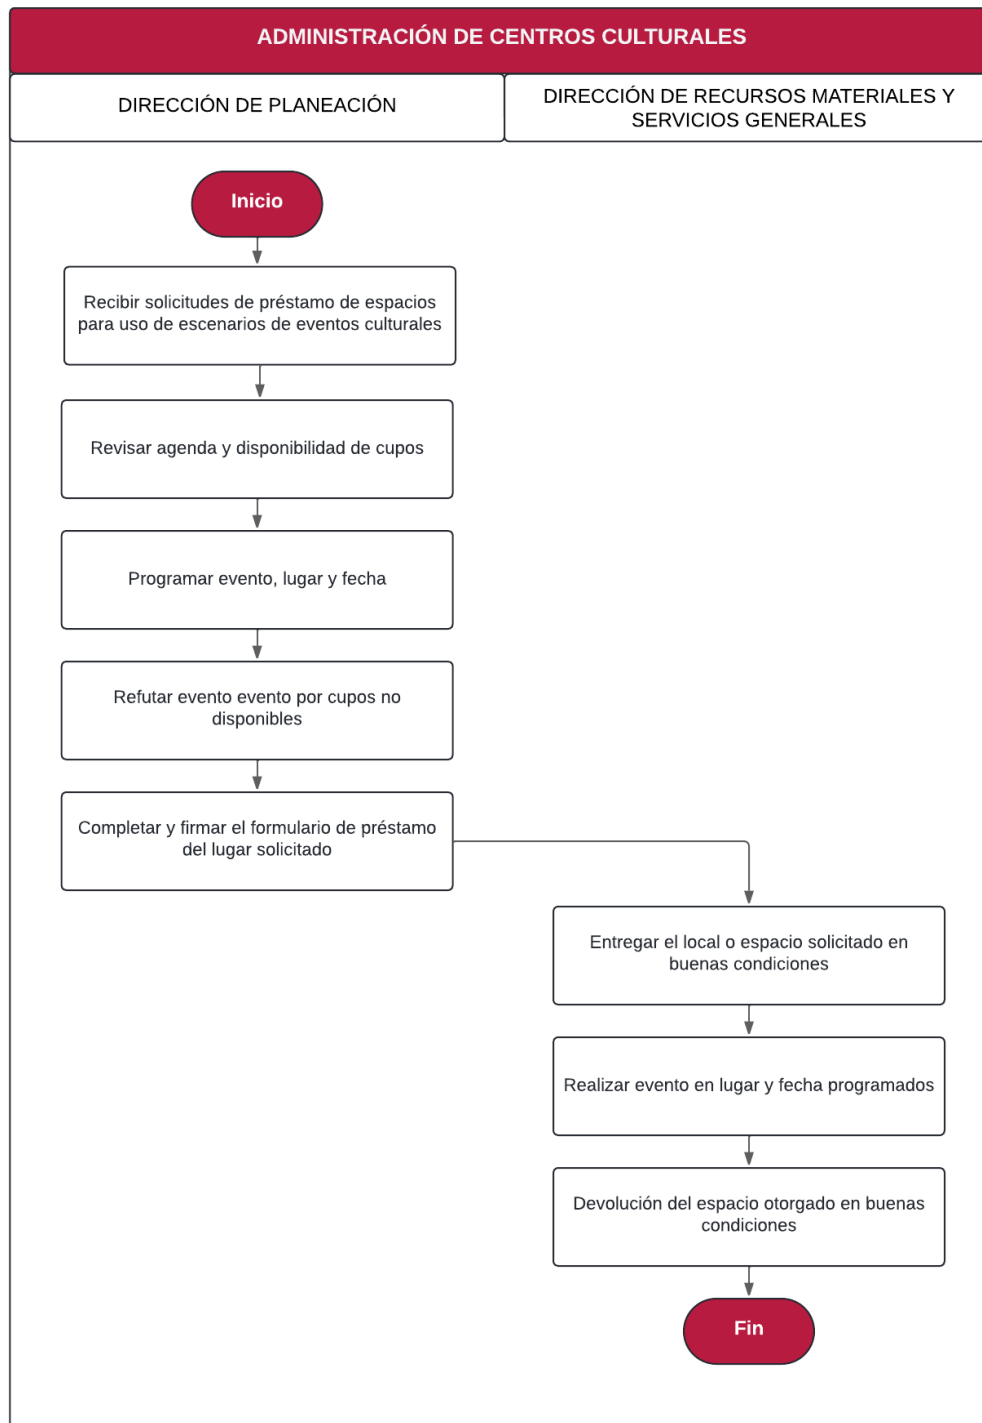 ADMINISTRACIÓN DE CENTROS CULTURALES
DIRECCIÓN DE PLANEACIÓN
DIRECCIÓN DE RECURSOS MATERIALES Y
SERVICIOS GENERALES
Inicio
Recibir solicitudes de préstamo de espacios
para uso de escenarios de eventos culturales
Revisar agenda y disponibilidad de cupos
Programar evento, lugar y fecha
Refutar evento evento por cupos no
disponibles
Completar y firmar el formulario de préstamo
del lugar solicitado
Entregar el local o espacio solicitado en
buenas condiciones
Realizar evento en lugar y fecha programados
Devolución del espacio otorgado en buenas
condiciones
Fin